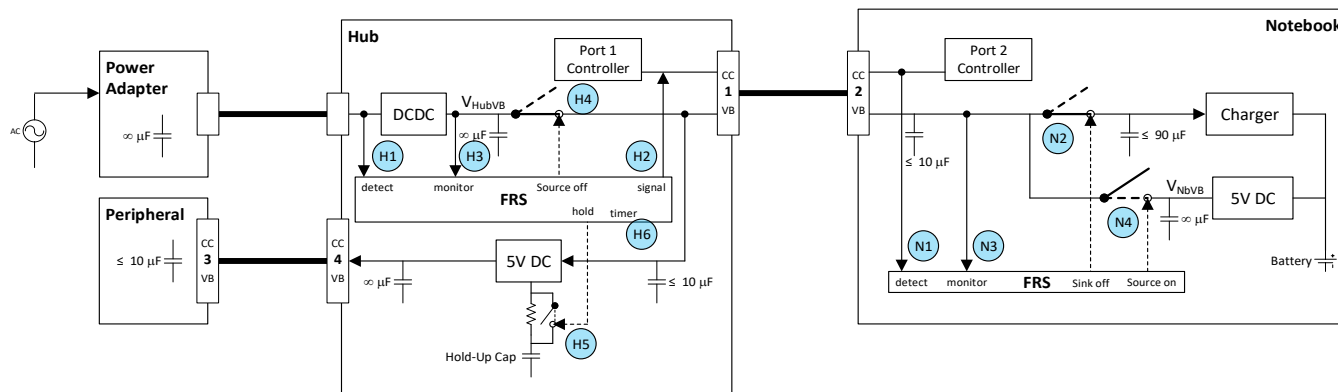 Hub
Notebook
Power
Adapter
∞ µF
AC
Port 1
Controller
CC
1
VB
CC
2
VB
Port 2
Controller
DCDC
V_HubVB
H4
∞ µF
H1
H3
H2
detect
monitor
Source off
signal
FRS
hold
timer
H6
≤ 10 µF
N2
≤ 90 µF
Charger
V_NbVB
5V DC
∞ µF
N4
N1
N3
Battery
detect
monitor
FRS
Sink off
Source on
Peripheral
≤ 10 µF
CC
3
VB
CC
4
VB
∞ µF
5V DC
≤ 10 µF
H5
Hold-Up Cap